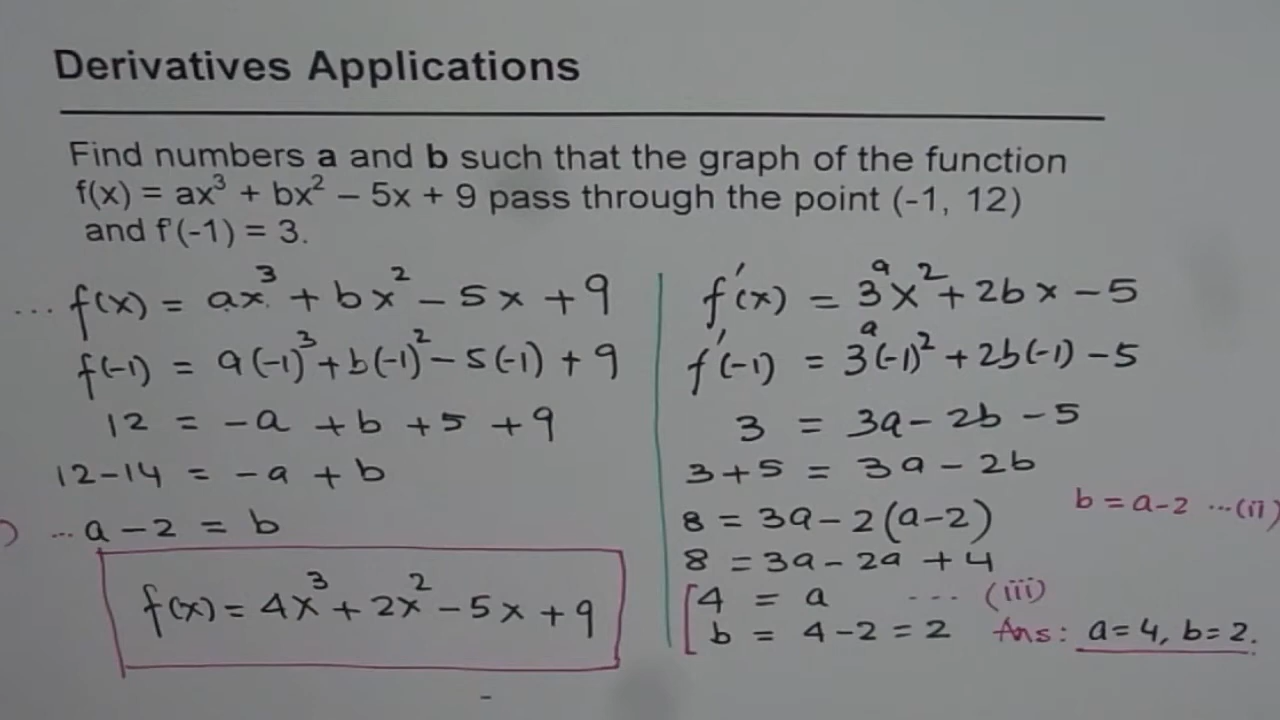 Derivatives Applications
Find numbers a and b such that the graph of the function
f(x) = ax³ + bx² – 5x + 9 pass through the point (-1, 12)
and f'(-1) = 3.
... f(x) = ax³ + bx² – 5x + 9
f(-1) = a(-1)³ + b(-1)² – 5(-1) + 9
12 = -a + b + 5 + 9
12-14 = -a + b
) ... a – 2 = b
f(x) = 4x³ + 2x² – 5x + 9
f'(x) = 3ax² + 2bx – 5
f'(-1) = 3a(-1)² + 2b(-1) – 5
3 = 3a – 2b – 5
3+5 = 3a – 2b
b = a-2 ...(ii)
8 = 3a – 2(a-2)
8 = 3a – 2a + 4
4 = a ... (iii)
b = 4-2 = 2 Ans: a=4, b=2.